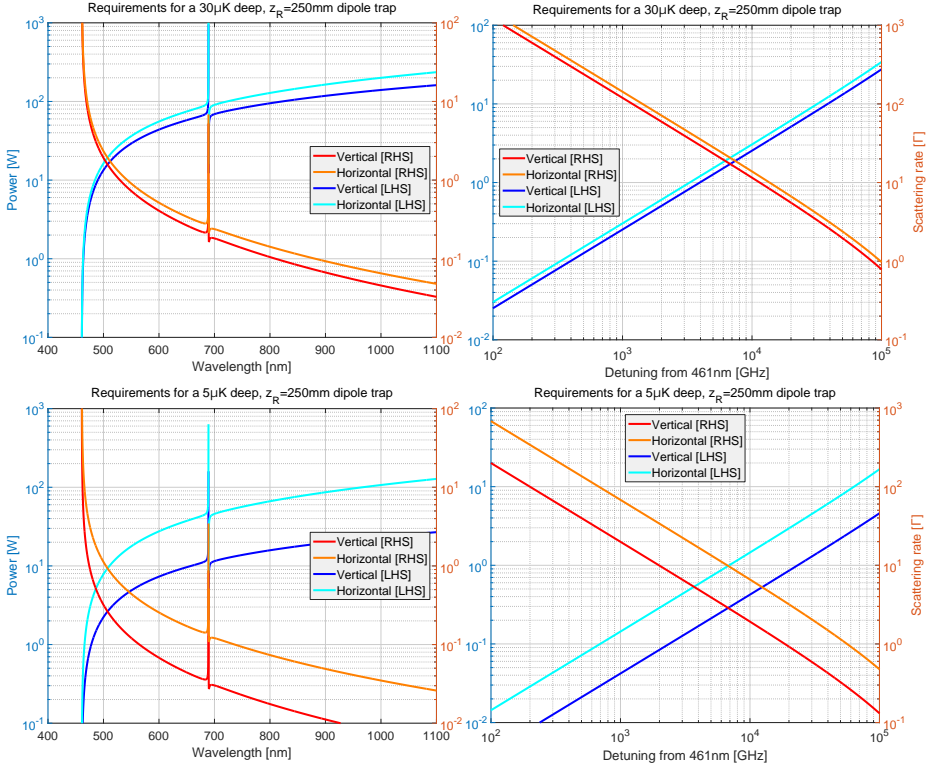 Requirements for a 30μK deep, z_R=250mm dipole trap
10^3
10^2
10^1
10^0
10^-1
Power [W]
10^2
10^1
10^0
10^-1
10^-2
Vertical [RHS]
Horizontal [RHS]
Vertical [LHS]
Horizontal [LHS]
400 500 600 700 800 900 1000 1100
Wavelength [nm]
Requirements for a 30μK deep, z_R=250mm dipole trap
10^2
10^1
10^0
10^-1
10^-2
10^3
10^2
10^1
10^0
10^-1
Scattering rate [Γ]
Vertical [RHS]
Horizontal [RHS]
Vertical [LHS]
Horizontal [LHS]
10^2 10^3 10^4 10^5
Detuning from 461nm [GHz]
Requirements for a 5μK deep, z_R=250mm dipole trap
10^3
10^2
10^1
10^0
10^-1
Power [W]
10^2
10^1
10^0
10^-1
10^-2
Vertical [RHS]
Horizontal [RHS]
Vertical [LHS]
Horizontal [LHS]
400 500 600 700 800 900 1000 1100
Wavelength [nm]
Requirements for a 5μK deep, z_R=250mm dipole trap
10^2
10^1
10^0
10^-1
10^-2
10^3
10^2
10^1
10^0
10^-1
Scattering rate [Γ]
Vertical [RHS]
Horizontal [RHS]
Vertical [LHS]
Horizontal [LHS]
10^2 10^3 10^4 10^5
Detuning from 461nm [GHz]